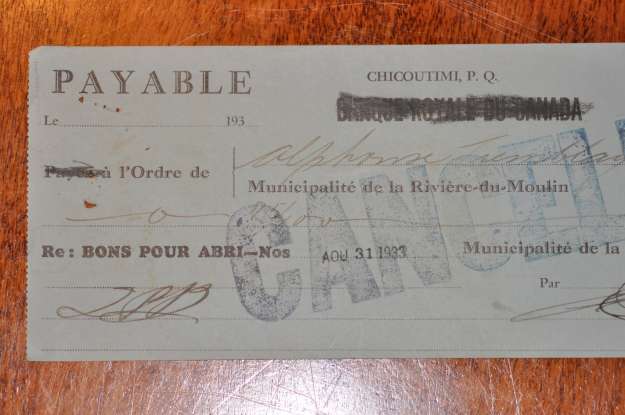 PAYABLE
CHICOUTIMI, P. Q.
BANQUE ROYALE DU CANADA
Le 193
Payez à l'Ordre de Alphonse
Municipalité de la Rivière-du-Moulin
CANCEL
Re: BONS POUR ABRI—Nos AOU 31 1933
Municipalité de la
Par